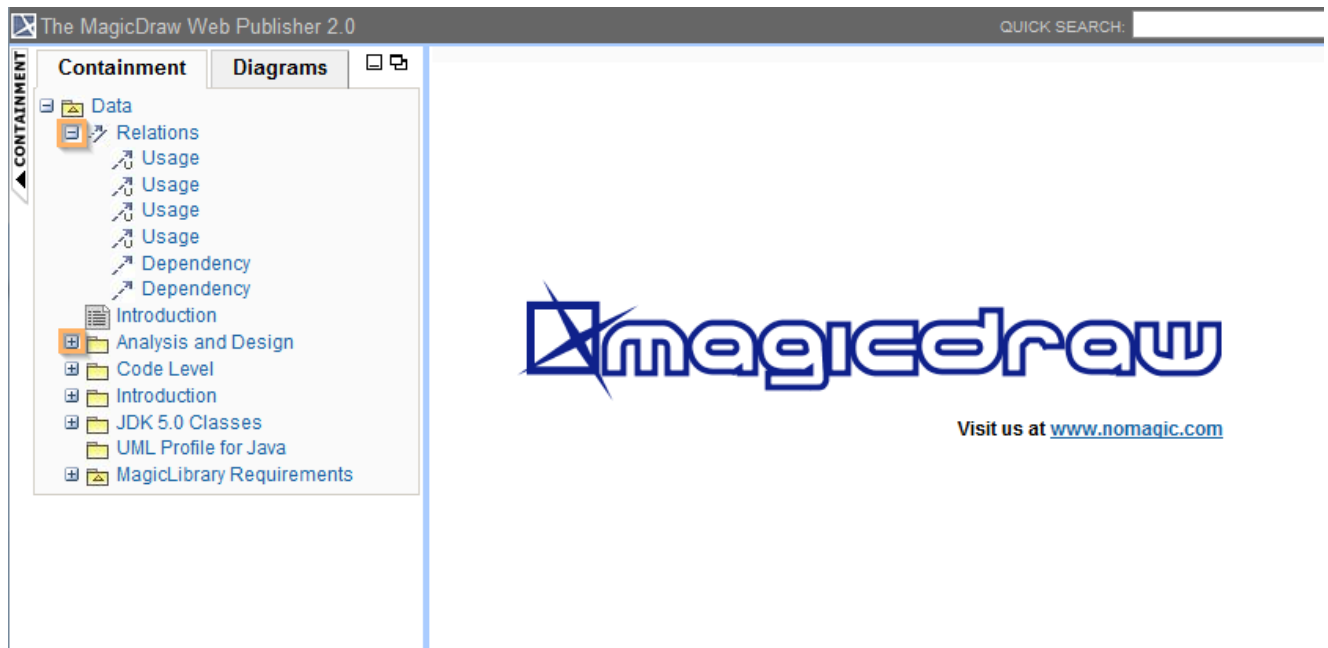 The MagicDraw Web Publisher 2.0 QUICK SEARCH:
CONTAINMENT
Containment Diagrams
Data
Relations
Usage
Usage
Usage
Usage
Dependency
Dependency
Introduction
Analysis and Design
Code Level
Introduction
JDK 5.0 Classes
UML Profile for Java
MagicLibrary Requirements
magicdraw
Visit us at www.nomagic.com